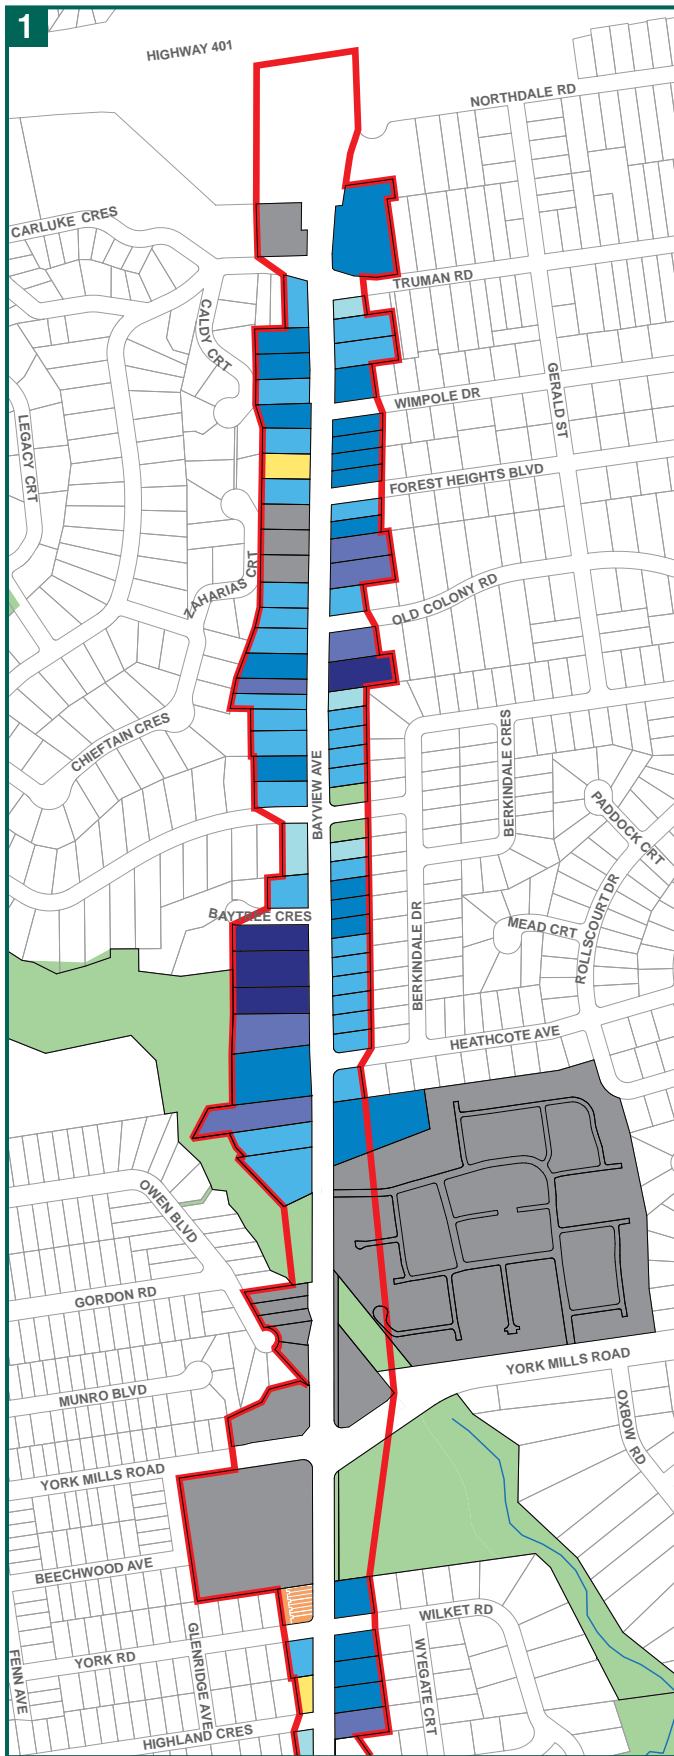 1
HIGHWAY 401
NORTHDALE RD
CARLUKE CRES
TRUMAN RD
CALDY CRT
WIMPOLE DR
GERALD ST
LEGACY CRT
FOREST HEIGHTS BLVD
ZAHARIAS CRT
OLD COLONY RD
CHIEFTAIN CRES
BERKINDALE CRES
BAYVIEW AVE
PADDOCK CRT
BAYTREE CRES
MEAD CRT
ROLLSCOURT DR
BERKINDALE DR
HEATHCOTE AVE
OWEN BLVD
GORDON RD
YORK MILLS ROAD
MUNRO BLVD
OXBOW RD
YORK MILLS ROAD
BEECHWOOD AVE
WILKET RD
GLENRIDGE AVE
WYEGATE CRT
YORK RD
FENN AVE
HIGHLAND CRES